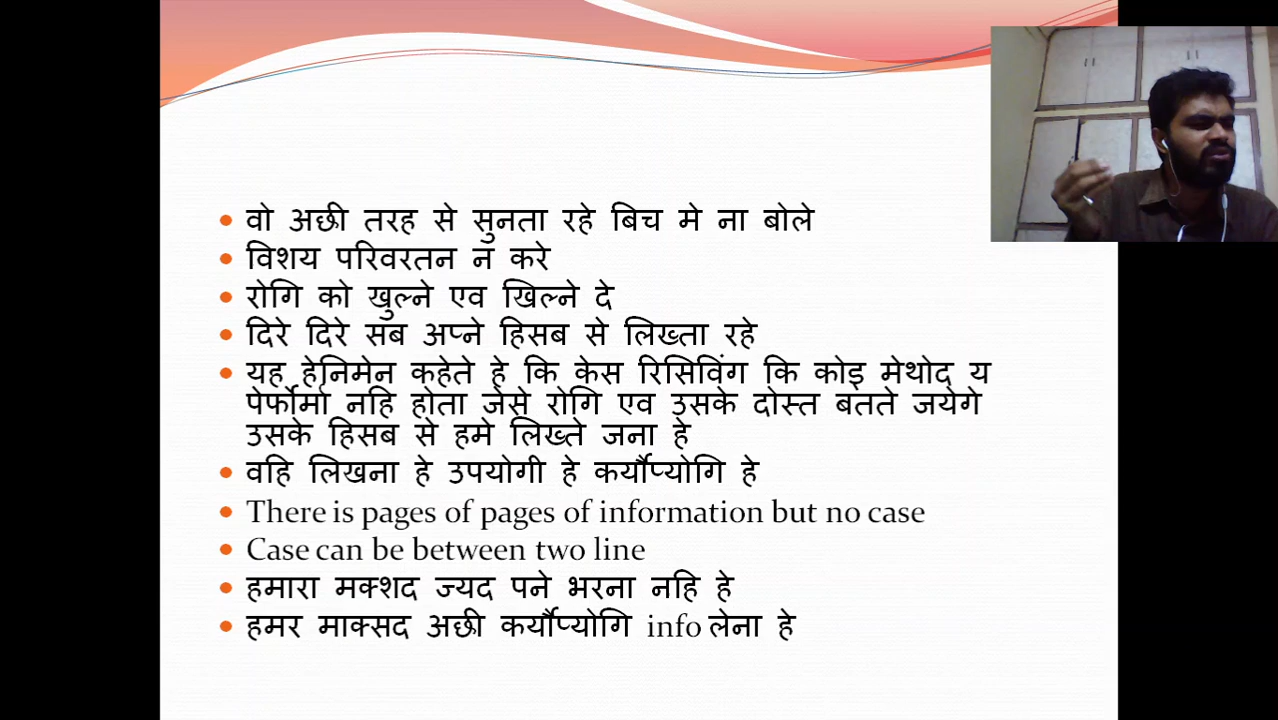 वो अछी तरह से सुनता रहे बिच मे ना बोले
विशय परिवरतन न करे
रोगि को खुल्ने एव खिल्ने दे
दिरे दिरे सब अप्ने हिसब से लिख्ता रहे
यह हेनिमेन कहेते हे कि केस रिसिविंग कि कोइ मेथोद य
पेर्फोर्मा नहि होता जेसे रोगि एव उसके दोस्त बतते जयेगे
उसके हिसब से हमे लिख्ते जना हे
वहि लिखना हे उपयोगी हे कर्यौप्योगि हे
There is pages of pages of information but no case
Case can be between two line
हमारा मक्शद ज्यद पने भरना नहि हे
हमर माक्सद अछी कर्यौप्योगि info लेना हे